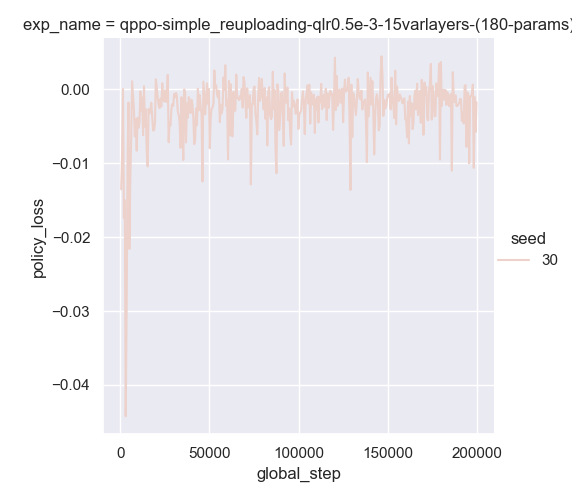 exp_name = qppo-simple_reuploading-qlr0.5e-3-15varlayers-(180-params)
0.00
−0.01
−0.02
−0.03
−0.04
policy_loss
0
50000
100000
150000
200000
global_step
seed
30